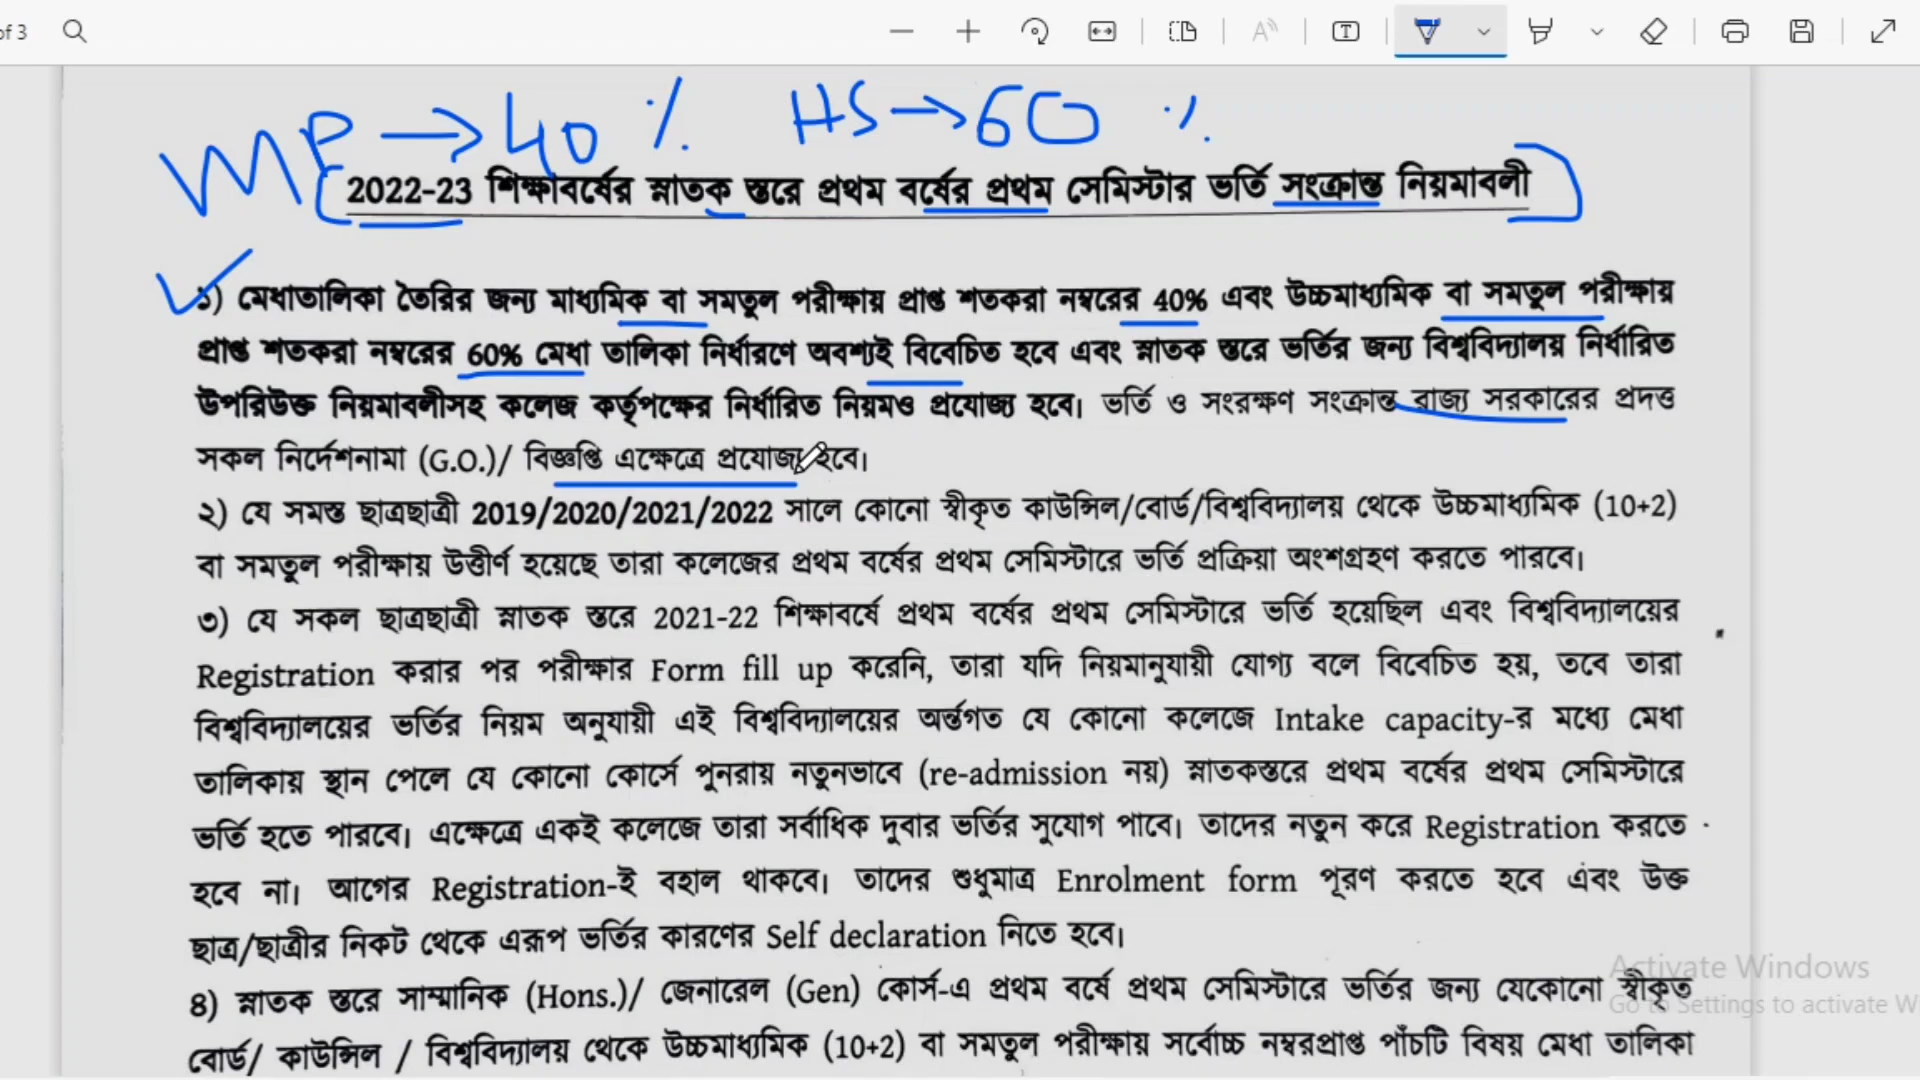 of 3
MP → 40 % HS → 60 %
2022-23 শিক্ষাবর্ষের স্নাতক স্তরে প্রথম বর্ষের প্রথম সেমিস্টার ভর্তি সংক্রান্ত নিয়মাবলী
১) মেধাতালিকা তৈরির জন্য মাধ্যমিক বা সমতুল পরীক্ষায় প্রাপ্ত শতকরা নম্বরের 40% এবং উচ্চমাধ্যমিক বা সমতুল পরীক্ষায়
প্রাপ্ত শতকরা নম্বরের 60% মেধা তালিকা নির্ধারণে অবশ্যই বিবেচিত হবে এবং স্নাতক স্তরে ভর্তির জন্য বিশ্ববিদ্যালয় নির্ধারিত
উপরিউক্ত নিয়মাবলীসহ কলেজ কর্তৃপক্ষের নির্ধারিত নিয়মও প্রযোজ্য হবে। ভর্তি ও সংরক্ষণ সংক্রান্ত রাজ্য সরকারের প্রদত্ত
সকল নির্দেশনামা (G.O.)/ বিজ্ঞপ্তি এক্ষেত্রে প্রযোজ্য হবে।
২) যে সমস্ত ছাত্রছাত্রী 2019/2020/2021/2022 সালে কোনো স্বীকৃত কাউন্সিল/বোর্ড/বিশ্ববিদ্যালয় থেকে উচ্চমাধ্যমিক (10+2)
বা সমতুল পরীক্ষায় উত্তীর্ণ হয়েছে তারা কলেজের প্রথম বর্ষের প্রথম সেমিস্টারে ভর্তি প্রক্রিয়া অংশগ্রহণ করতে পারবে।
৩) যে সকল ছাত্রছাত্রী স্নাতক স্তরে 2021-22 শিক্ষাবর্ষে প্রথম বর্ষের প্রথম সেমিস্টারে ভর্তি হয়েছিল এবং বিশ্ববিদ্যালয়ের
Registration করার পর পরীক্ষার Form fill up করেনি, তারা যদি নিয়মানুযায়ী যোগ্য বলে বিবেচিত হয়, তবে তারা
বিশ্ববিদ্যালয়ের ভর্তির নিয়ম অনুযায়ী এই বিশ্ববিদ্যালয়ের অর্ন্তগত যে কোনো কলেজে Intake capacity-র মধ্যে মেধা
তালিকায় স্থান পেলে যে কোনো কোর্সে পুনরায় নতুনভাবে (re-admission নয়) স্নাতকস্তরে প্রথম বর্ষের প্রথম সেমিস্টারে
ভর্তি হতে পারবে। এক্ষেত্রে একই কলেজে তারা সর্বাধিক দুবার ভর্তির সুযোগ পাবে। তাদের নতুন করে Registration করতে
হবে না। আগের Registration-ই বহাল থাকবে। তাদের শুধুমাত্র Enrolment form পূরণ করতে হবে এবং উক্ত
ছাত্র/ছাত্রীর নিকট থেকে এরূপ ভর্তির কারণের Self declaration নিতে হবে।
৪) স্নাতক স্তরে সাম্মানিক (Hons.)/ জেনারেল (Gen) কোর্স-এ প্রথম বর্ষে প্রথম সেমিস্টারে ভর্তির জন্য যেকোনো স্বীকৃত
বোর্ড/ কাউন্সিল / বিশ্ববিদ্যালয় থেকে উচ্চমাধ্যমিক (10+2) বা সমতুল পরীক্ষায় সর্বোচ্চ নম্বরপ্রাপ্ত পাঁচটি বিষয় মেধা তালিকা
Activate Windows
Go to Settings to activate W